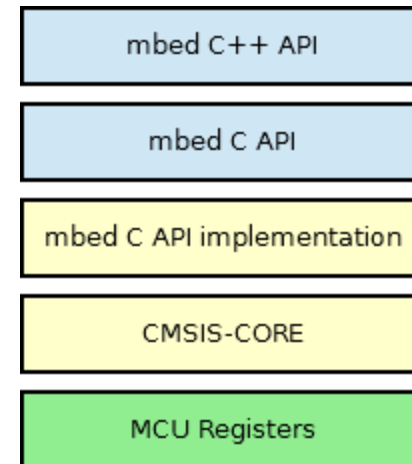 mbed C++ API
mbed C API
mbed C API implementation
CMSIS-CORE
MCU Registers